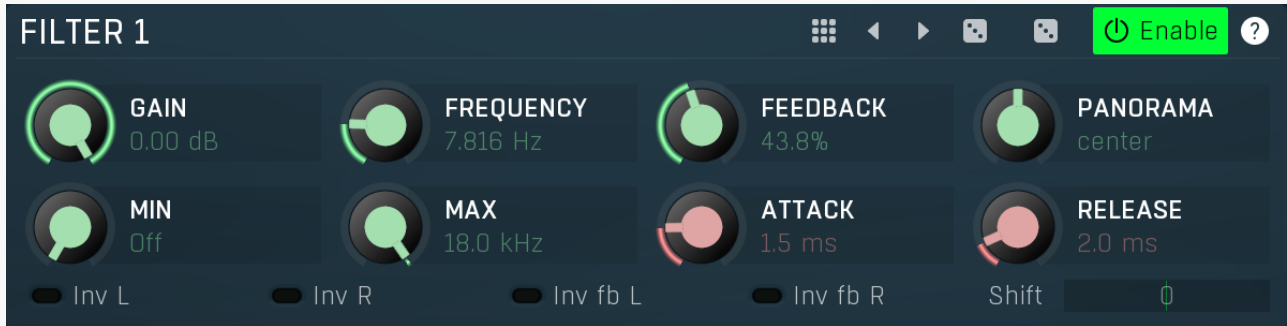 FILTER 1 Enable ?
GAIN FREQUENCY FEEDBACK PANORAMA
0.00 dB 7.816 Hz 43.8% center
MIN MAX ATTACK RELEASE
Off 18.0 kHz 1.5 ms 2.0 ms
Inv L Inv R Inv fb L Inv fb R Shift 0